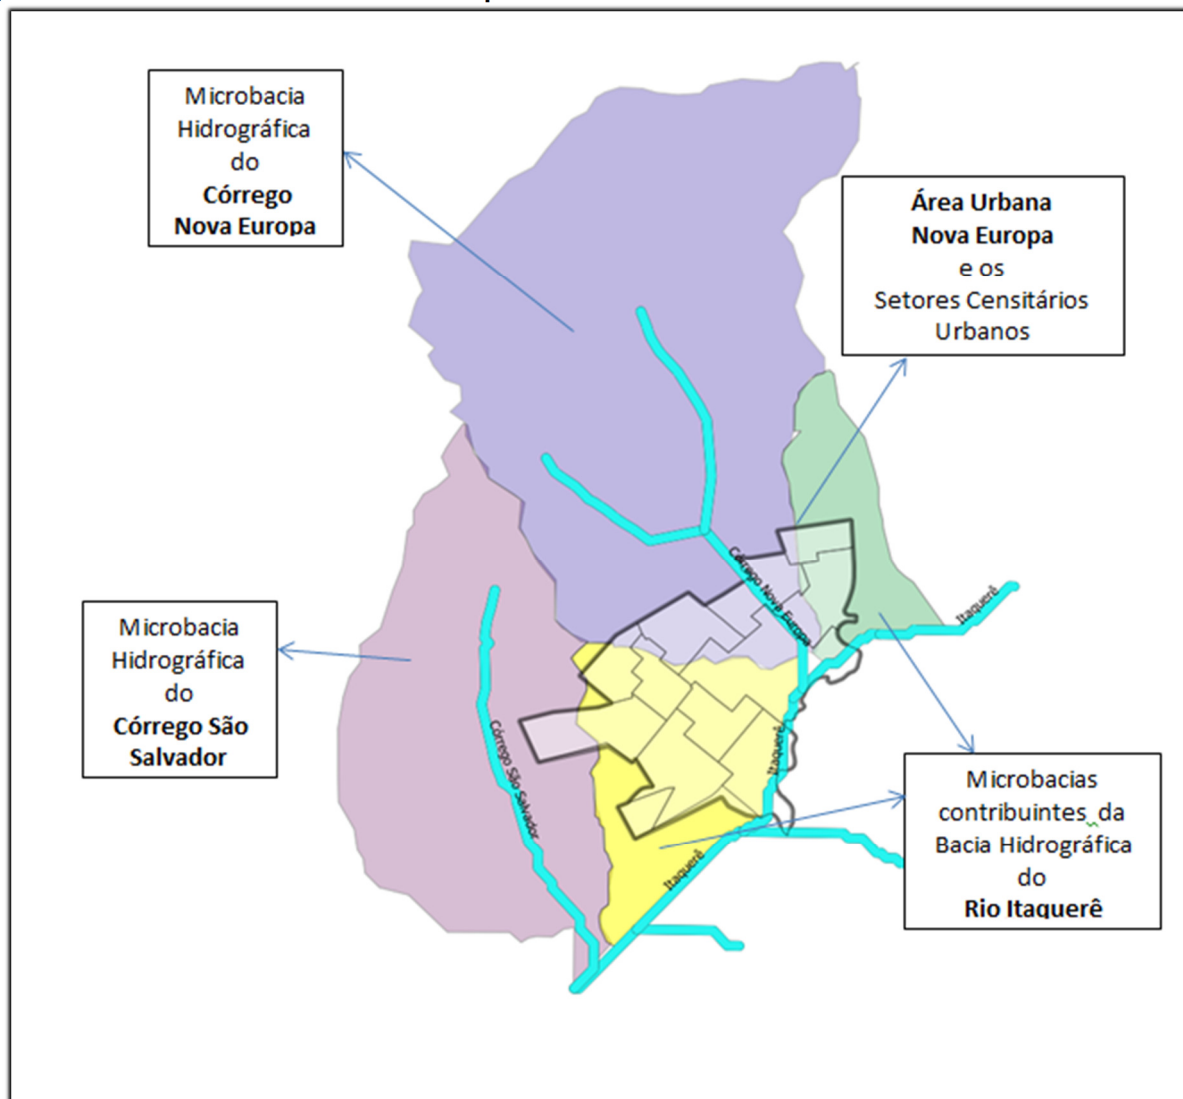 Microbacia
Hidrográfica
do
Córrego
Nova Europa
Área Urbana
Nova Europa
e os
Setores Censitários
Urbanos
Córrego Nova Europa
Itaquerê
Microbacia
Hidrográfica
do
Córrego São
Salvador
Córrego São Salvador
Itaquerê
Itaquerê
Microbacias
contribuintes da
Bacia Hidrográfica
do
Rio Itaquerê